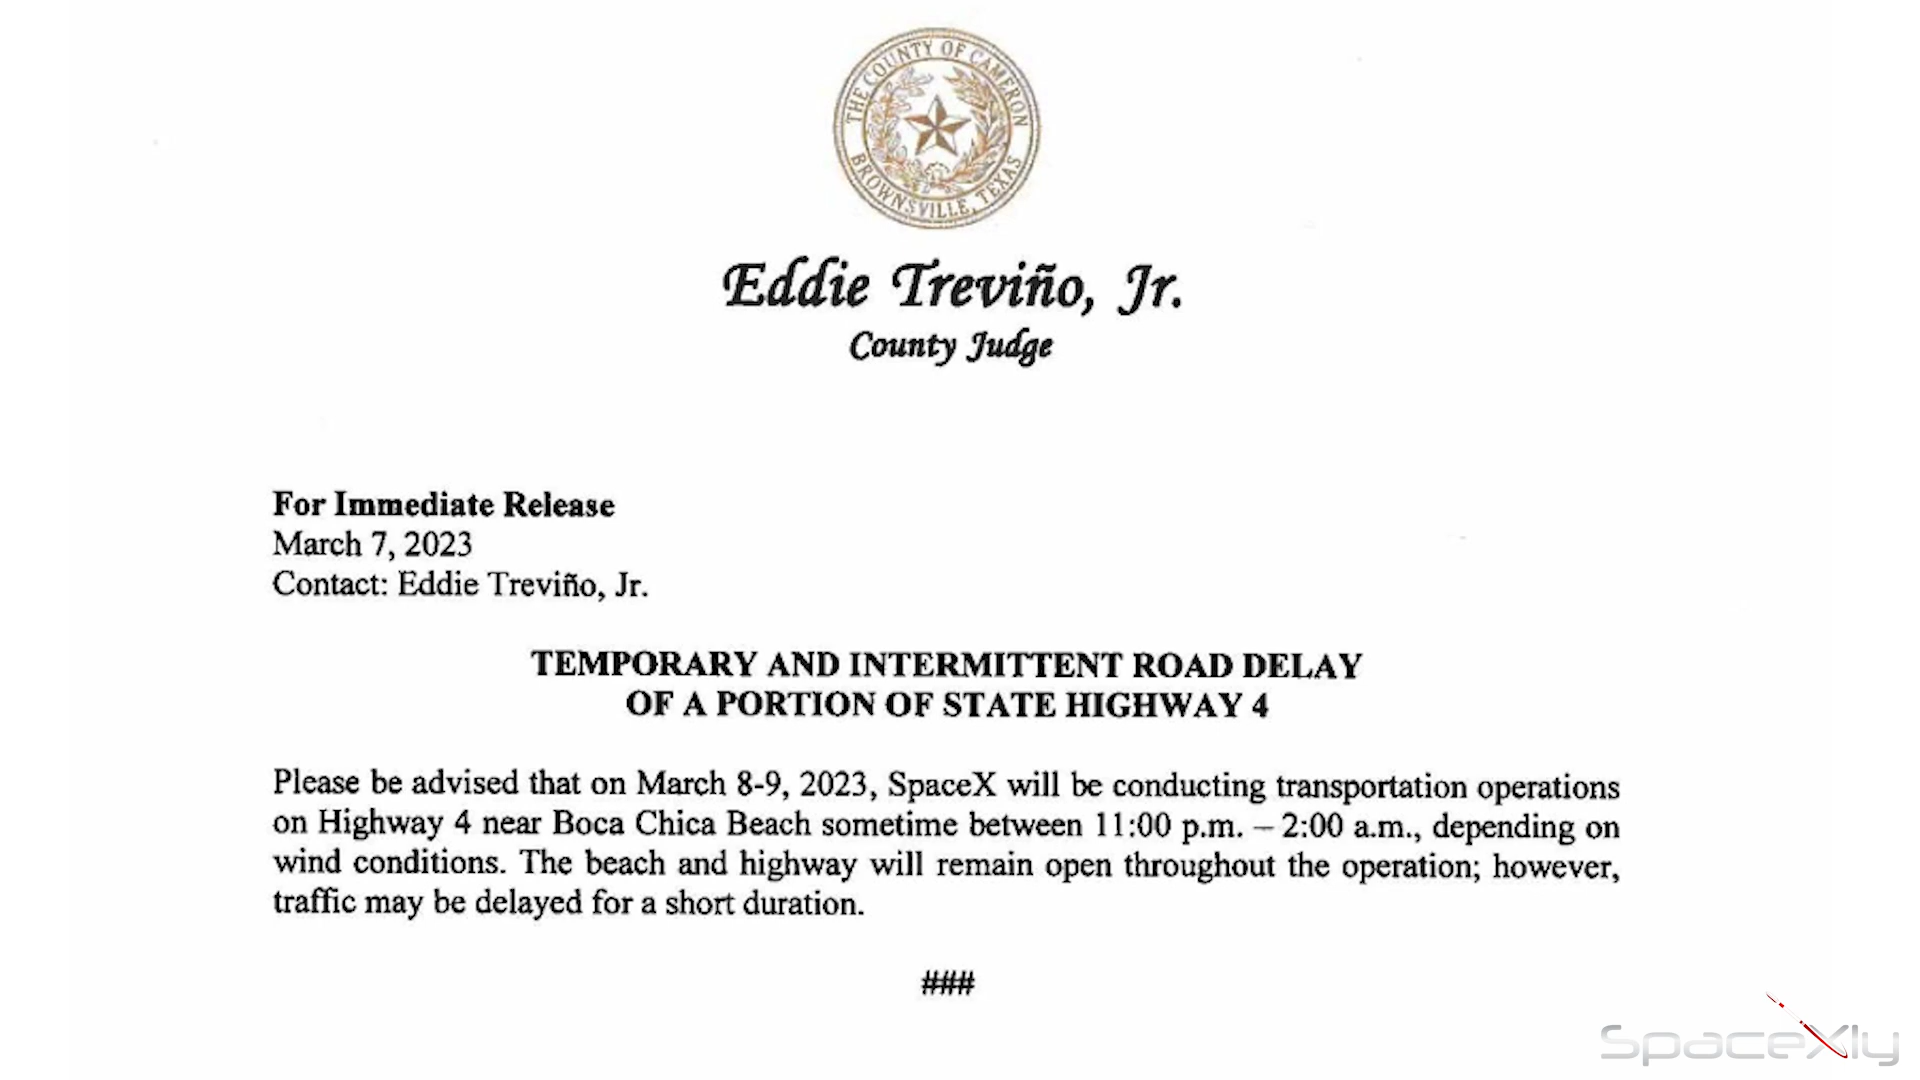 THE COUNTY OF CAMERON
BROWNSVILLE, TEXAS
Eddie Treviño, Jr.
County Judge
For Immediate Release
March 7, 2023
Contact: Eddie Treviño, Jr.
TEMPORARY AND INTERMITTENT ROAD DELAY
OF A PORTION OF STATE HIGHWAY 4
Please be advised that on March 8-9, 2023, SpaceX will be conducting transportation operations
on Highway 4 near Boca Chica Beach sometime between 11:00 p.m. – 2:00 a.m., depending on
wind conditions. The beach and highway will remain open throughout the operation; however,
traffic may be delayed for a short duration.
###
SpaceXly